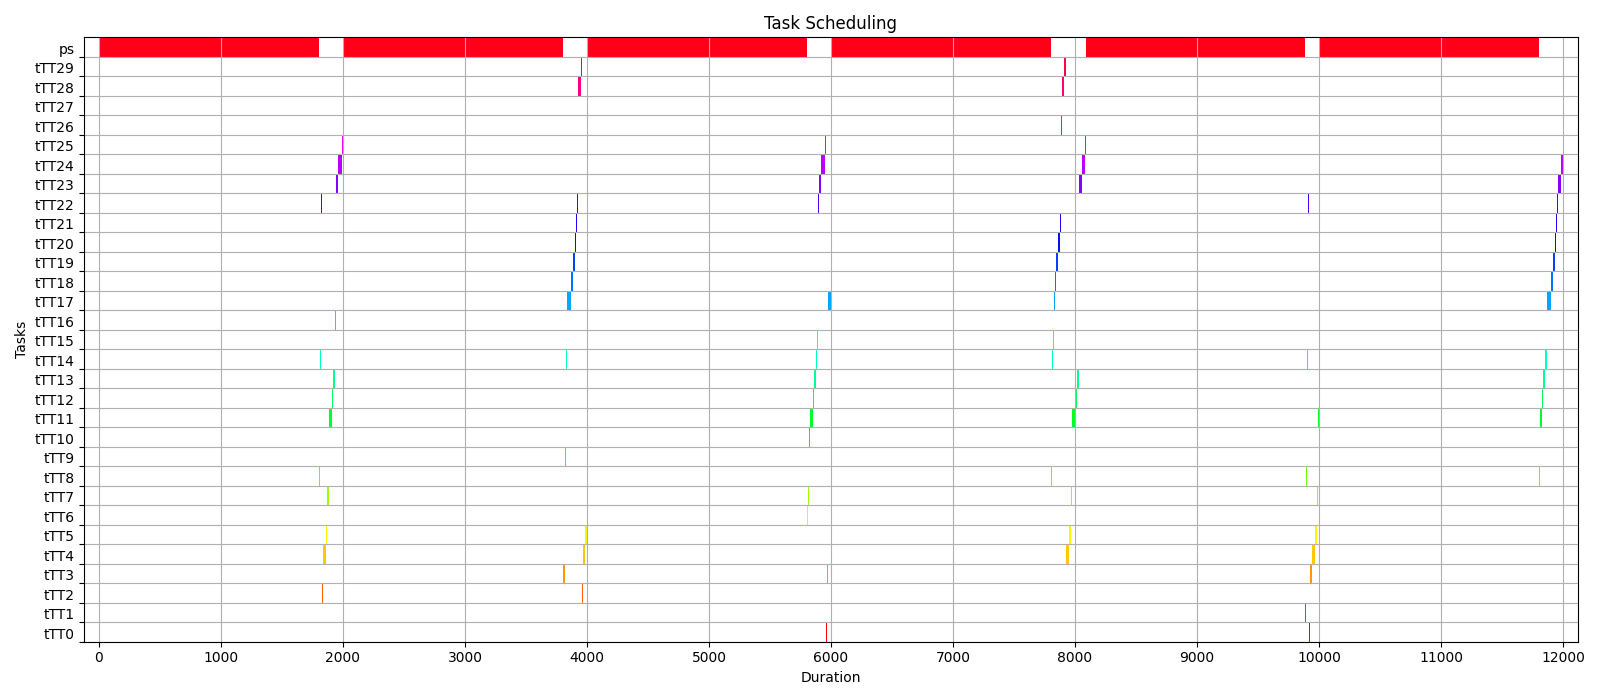 Task Scheduling
ps
tTT29
tTT28
tTT27
tTT26
tTT25
tTT24
tTT23
tTT22
tTT21
tTT20
tTT19
tTT18
tTT17
tTT16
tTT15
tTT14
tTT13
tTT12
tTT11
tTT10
tTT9
tTT8
tTT7
tTT6
tTT5
tTT4
tTT3
tTT2
tTT1
tTT0
Tasks
0 1000 2000 3000 4000 5000 6000 7000 8000 9000 10000 11000 12000
Duration